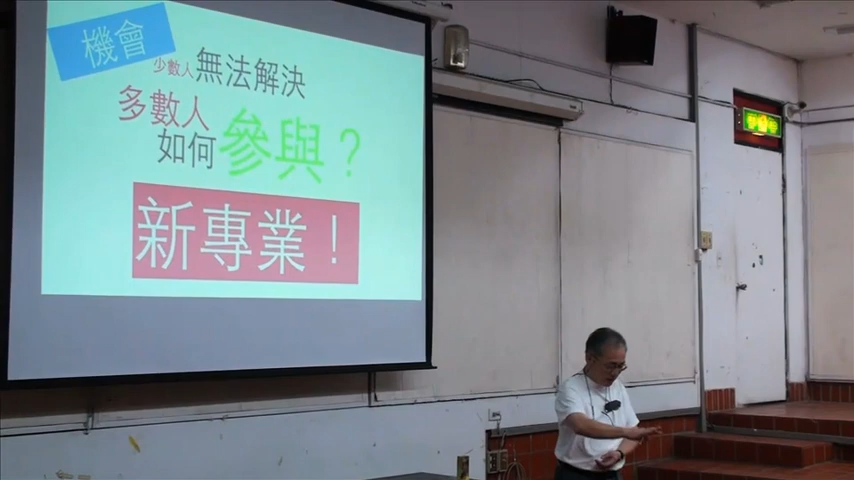 機會
少數人無法解決
多數人
如何參與？
新專業！